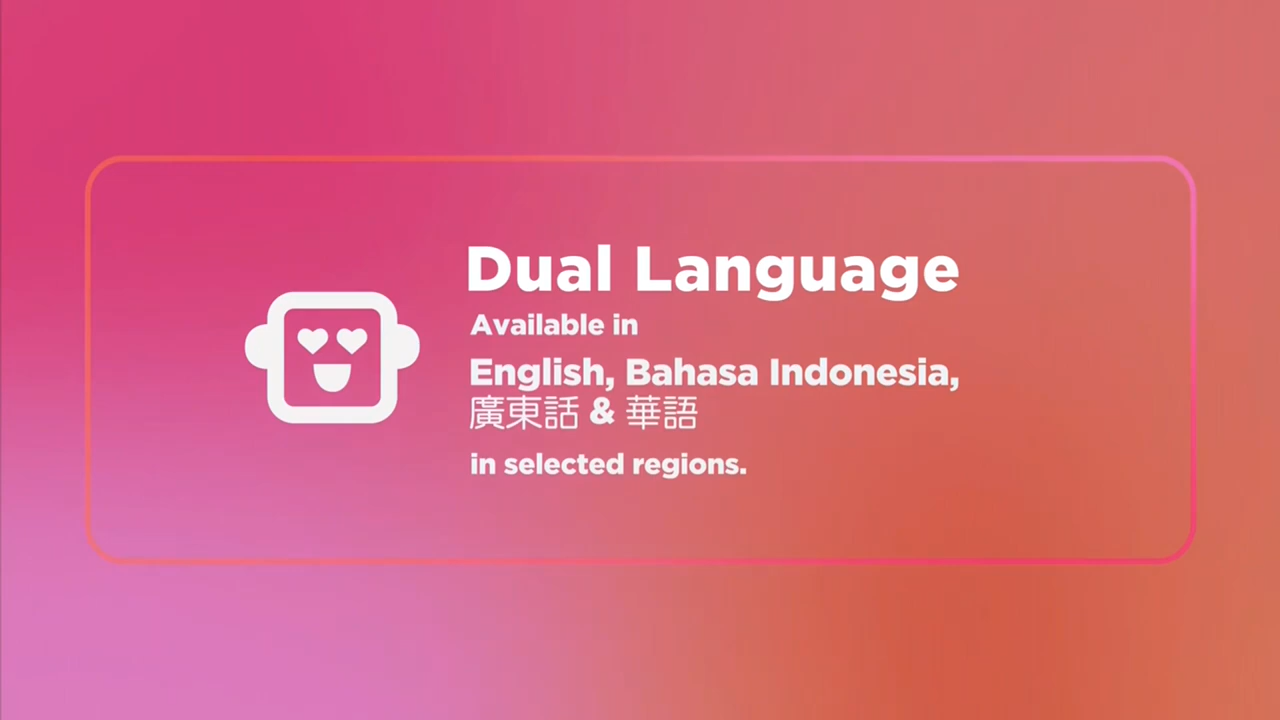 Dual Language
Available in
English, Bahasa Indonesia,
廣東話 & 華語
in selected regions.